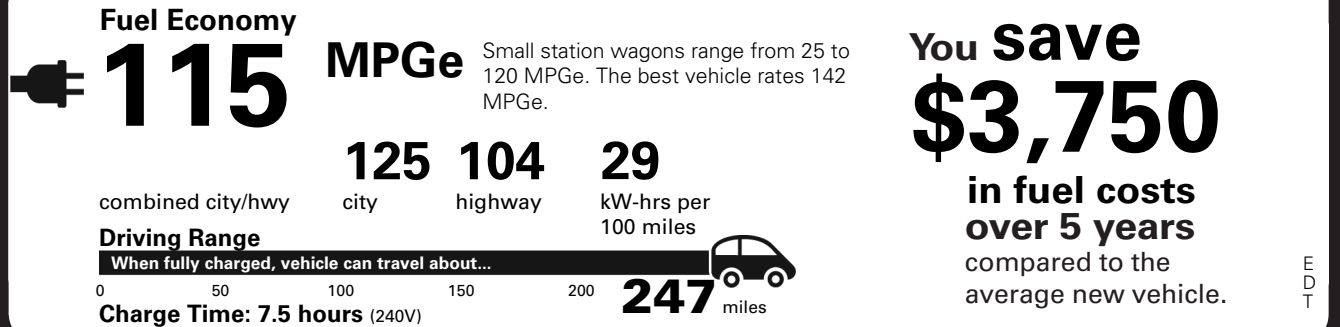 Fuel Economy
115 MPGe
Small station wagons range from 25 to
120 MPGe. The best vehicle rates 142
MPGe.
125 104 29
combined city/hwy city highway kW-hrs per
100 miles
Driving Range
When fully charged, vehicle can travel about...
0 50 100 150 200 247 miles
Charge Time: 7.5 hours (240V)
You save
$3,750
in fuel costs
over 5 years
compared to the
average new vehicle.
E
D
T